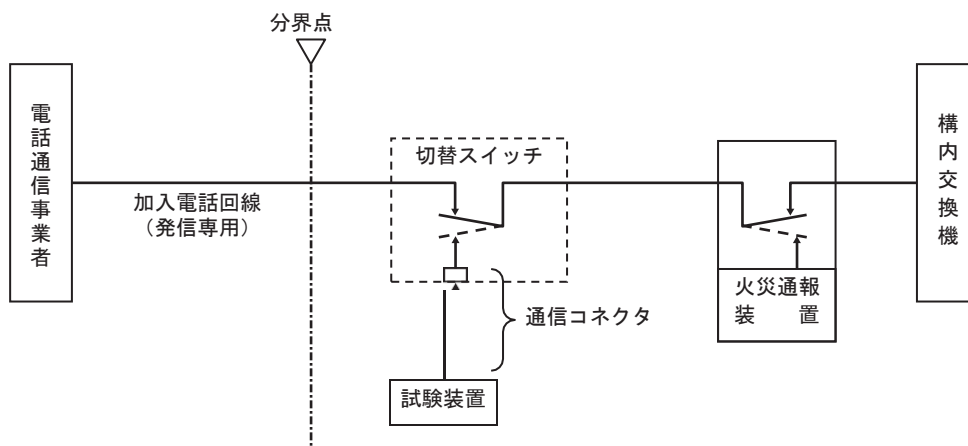 分界点
電話通信事業者
加入電話回線
（発信専用）
切替スイッチ
通信コネクタ
試験装置
火災通報
装　置
構内交換機